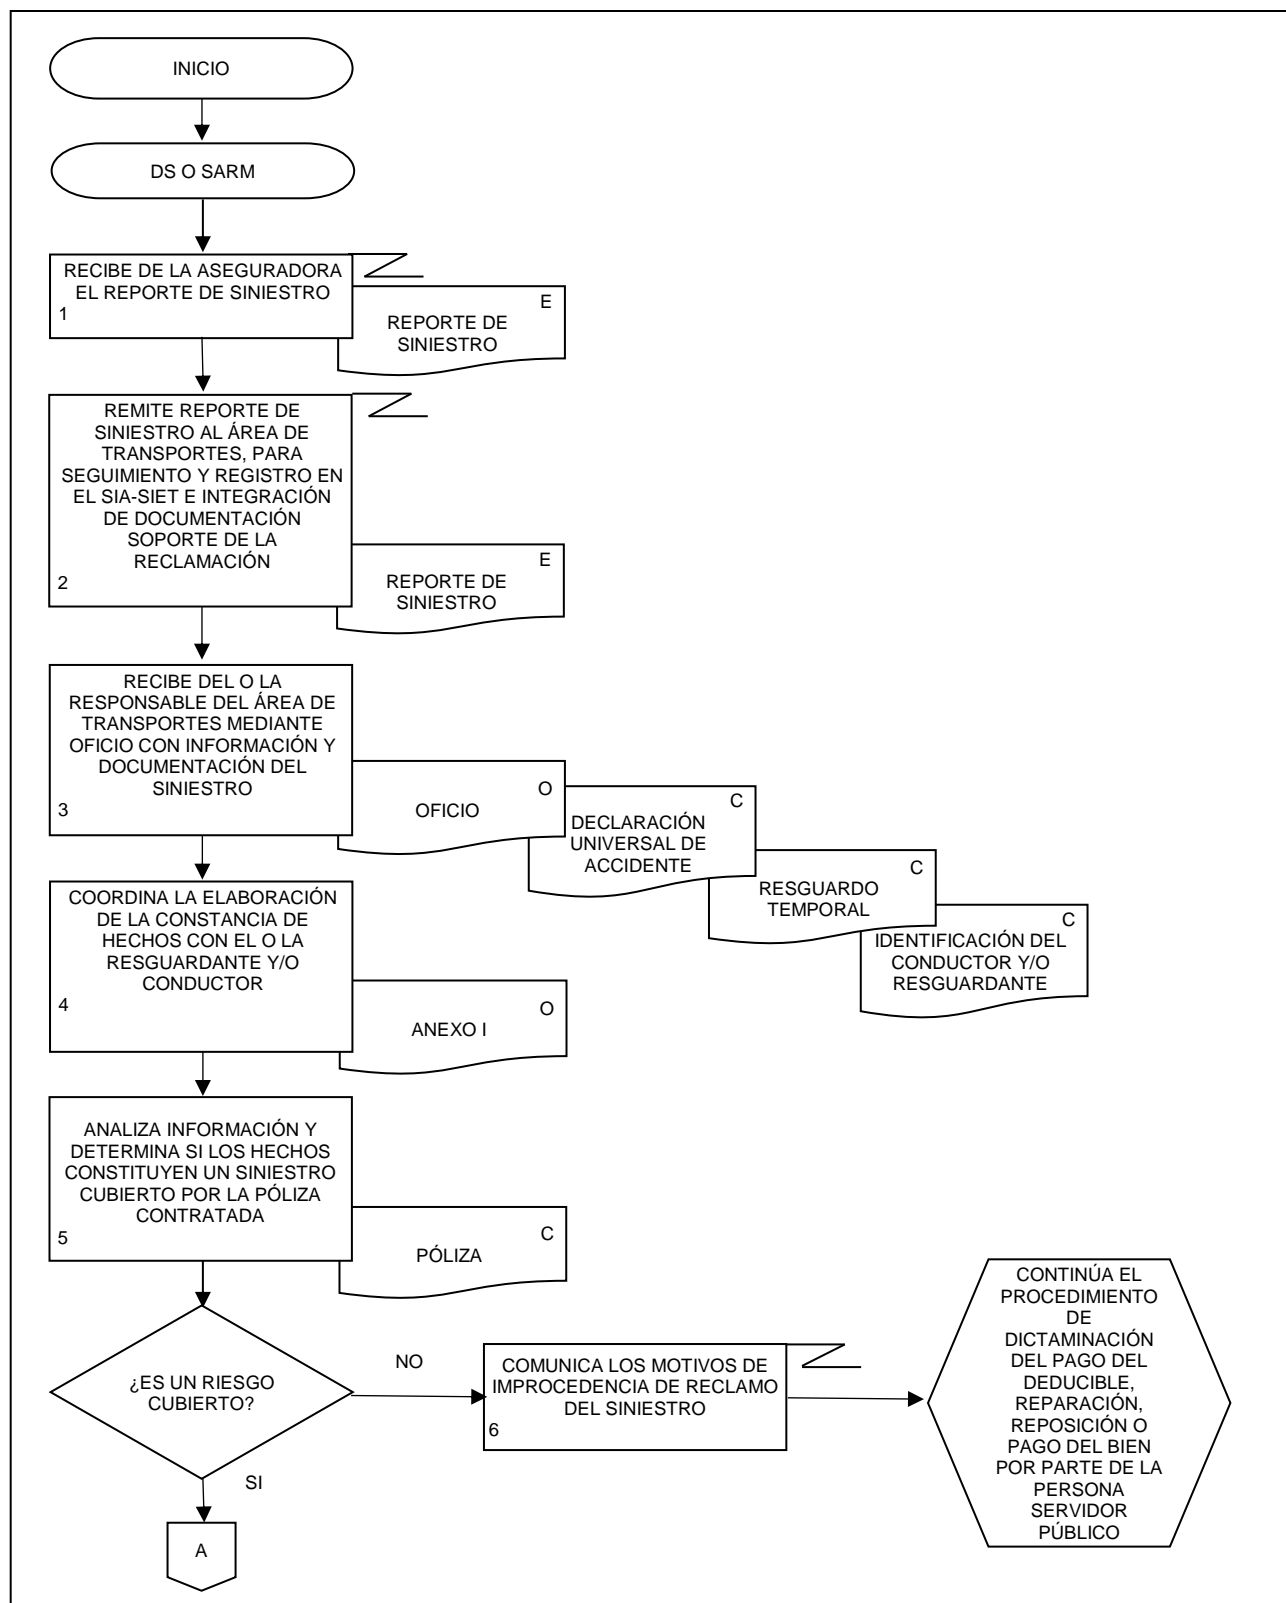 INICIO
DS O SARM
RECIBE DE LA ASEGURADORA
EL REPORTE DE SINIESTRO
1
E
REPORTE DE
SINIESTRO
REMITE REPORTE DE
SINIESTRO AL ÁREA DE
TRANSPORTES, PARA
SEGUIMIENTO Y REGISTRO EN
EL SIA-SIET E INTEGRACIÓN
DE DOCUMENTACIÓN
SOPORTE DE LA
RECLAMACIÓN
2
E
REPORTE DE
SINIESTRO
RECIBE DEL O LA
RESPONSABLE DEL ÁREA DE
TRANSPORTES MEDIANTE
OFICIO CON INFORMACIÓN Y
DOCUMENTACIÓN DEL
SINIESTRO
3
O
OFICIO
C
DECLARACIÓN
UNIVERSAL DE
ACCIDENTE
C
RESGUARDO
TEMPORAL
C
IDENTIFICACIÓN DEL
CONDUCTOR Y/O
RESGUARDANTE
COORDINA LA ELABORACIÓN
DE LA CONSTANCIA DE
HECHOS CON EL O LA
RESGUARDANTE Y/O
CONDUCTOR
4
O
ANEXO I
ANALIZA INFORMACIÓN Y
DETERMINA SI LOS HECHOS
CONSTITUYEN UN SINIESTRO
CUBIERTO POR LA PÓLIZA
CONTRATADA
5
C
PÓLIZA
¿ES UN RIESGO
CUBIERTO?
NO
COMUNICA LOS MOTIVOS DE
IMPROCEDENCIA DE RECLAMO
DEL SINIESTRO
6
CONTINÚA EL
PROCEDIMIENTO
DE
DICTAMINACIÓN
DEL PAGO DEL
DEDUCIBLE,
REPARACIÓN,
REPOSICIÓN O
PAGO DEL BIEN
POR PARTE DE LA
PERSONA
SERVIDOR
PÚBLICO
SI
A